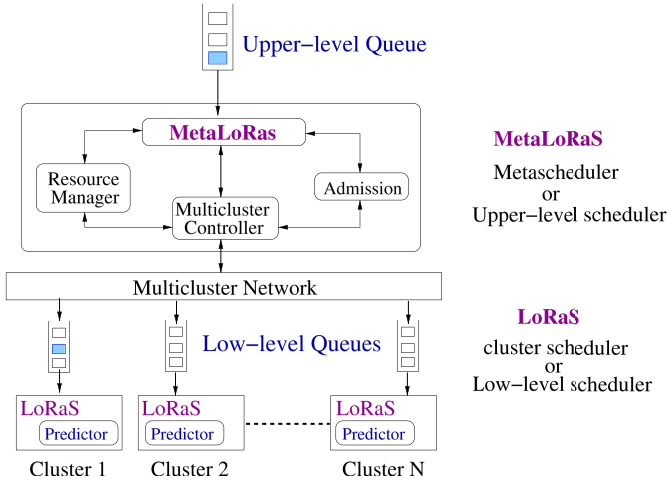 Upper-level Queue
MetaLoRas
Resource
Manager
Admission
Multicluster
Controller
MetaLoRaS
Metascheduler
or
Upper-level scheduler
Multicluster Network
Low-level Queues
LoRaS
cluster scheduler
or
Low-level scheduler
LoRaS
Predictor
LoRaS
Predictor
LoRaS
Predictor
Cluster 1
Cluster 2
Cluster N